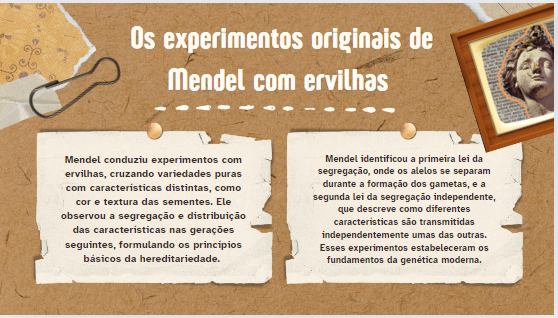 Os experimentos originais de
Mendel com ervilhas
Mendel conduziu experimentos com
ervilhas, cruzando variedades puras
com características distintas, como
cor e textura das sementes. Ele
observou a segregação e distribuição
das características nas gerações
seguintes, formulando os princípios
básicos da hereditariedade.
Mendel identificou a primeira lei da
segregação, onde os alelos se separam
durante a formação dos gametas, e a
segunda lei da segregação independente,
que descreve como diferentes
características são transmitidas
independentemente umas das outras.
Esses experimentos estabeleceram os
fundamentos da genética moderna.